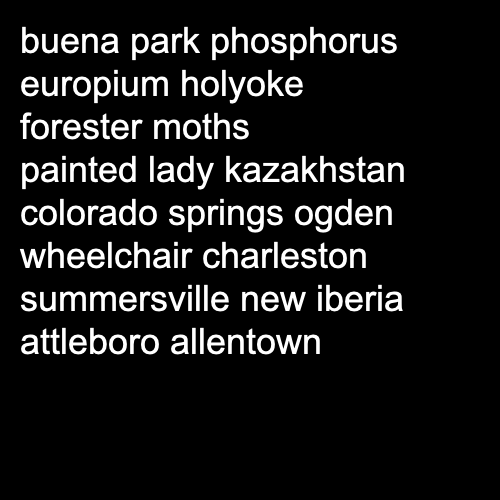 buena park phosphorus
europium holyoke
forester moths
painted lady kazakhstan
colorado springs ogden
wheelchair charleston
summersville new iberia
attleboro allentown